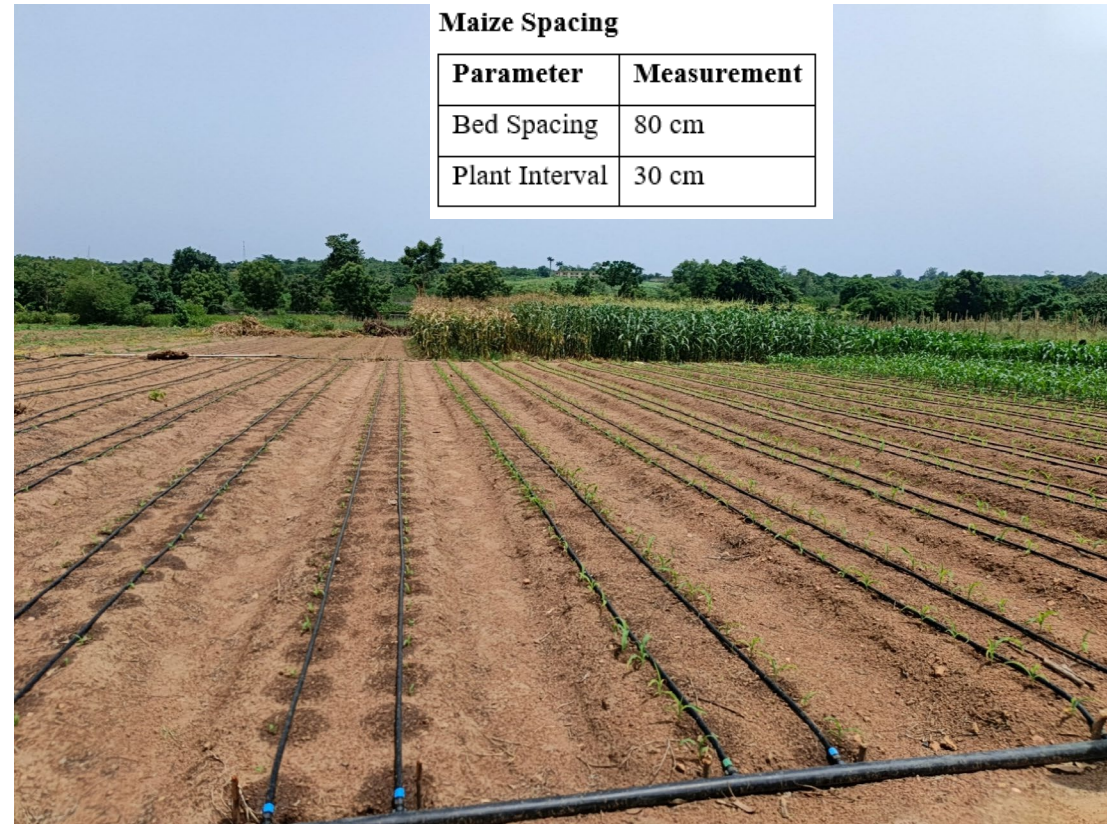 Maize Spacing
Parameter Measurement
Bed Spacing 80 cm
Plant Interval 30 cm